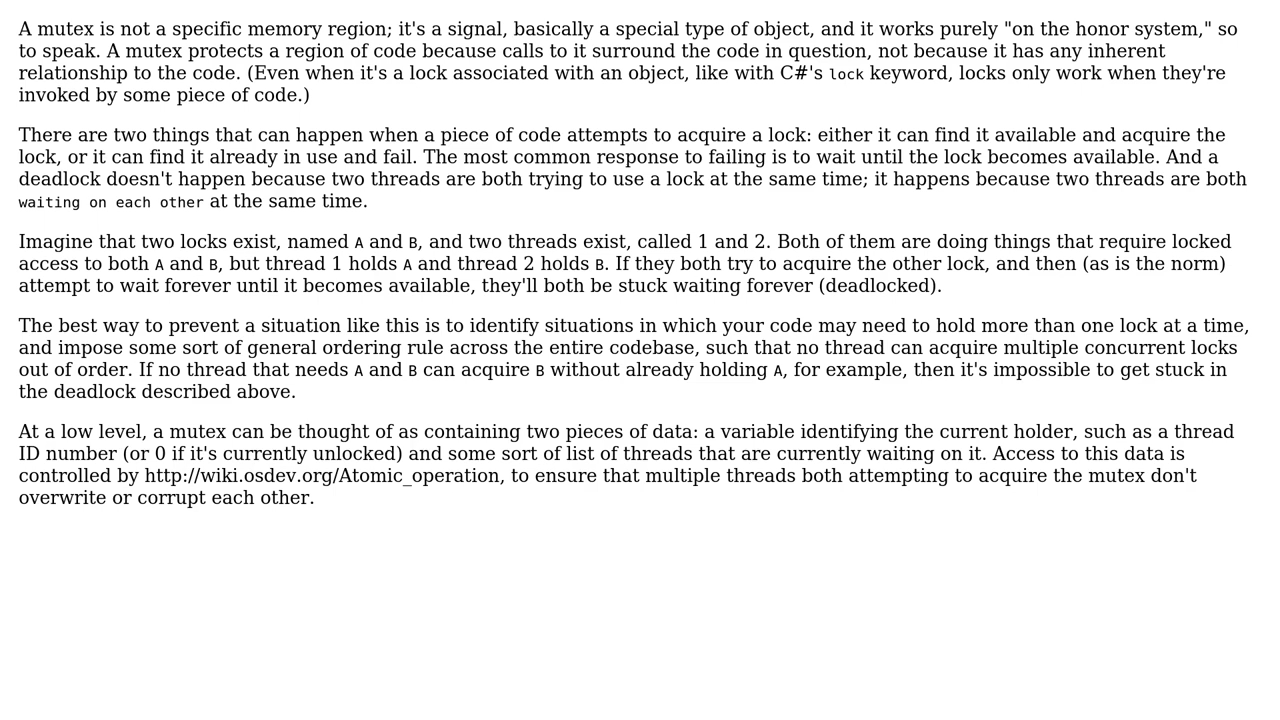 A mutex is not a specific memory region; it's a signal, basically a special type of object, and it works purely "on the honor system," so
to speak. A mutex protects a region of code because calls to it surround the code in question, not because it has any inherent
relationship to the code. (Even when it's a lock associated with an object, like with C#'s lock keyword, locks only work when they're
invoked by some piece of code.)
There are two things that can happen when a piece of code attempts to acquire a lock: either it can find it available and acquire the
lock, or it can find it already in use and fail. The most common response to failing is to wait until the lock becomes available. And a
deadlock doesn't happen because two threads are both trying to use a lock at the same time; it happens because two threads are both
waiting on each other at the same time.
Imagine that two locks exist, named A and B, and two threads exist, called 1 and 2. Both of them are doing things that require locked
access to both A and B, but thread 1 holds A and thread 2 holds B. If they both try to acquire the other lock, and then (as is the norm)
attempt to wait forever until it becomes available, they'll both be stuck waiting forever (deadlocked).
The best way to prevent a situation like this is to identify situations in which your code may need to hold more than one lock at a time,
and impose some sort of general ordering rule across the entire codebase, such that no thread can acquire multiple concurrent locks
out of order. If no thread that needs A and B can acquire B without already holding A, for example, then it's impossible to get stuck in
the deadlock described above.
At a low level, a mutex can be thought of as containing two pieces of data: a variable identifying the current holder, such as a thread
ID number (or 0 if it's currently unlocked) and some sort of list of threads that are currently waiting on it. Access to this data is
controlled by http://wiki.osdev.org/Atomic_operation, to ensure that multiple threads both attempting to acquire the mutex don't
overwrite or corrupt each other.